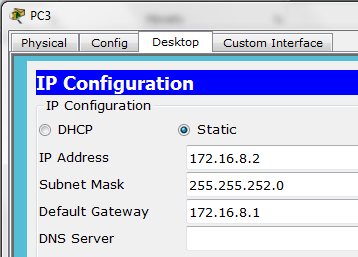 PC3
Physical Config Desktop Custom Interface
IP Configuration
IP Configuration
DHCP Static
IP Address 172.16.8.2
Subnet Mask 255.255.252.0
Default Gateway 172.16.8.1
DNS Server